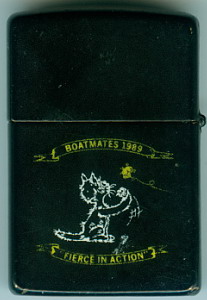 BOATMATES 1989
"FIERCE IN ACTION"